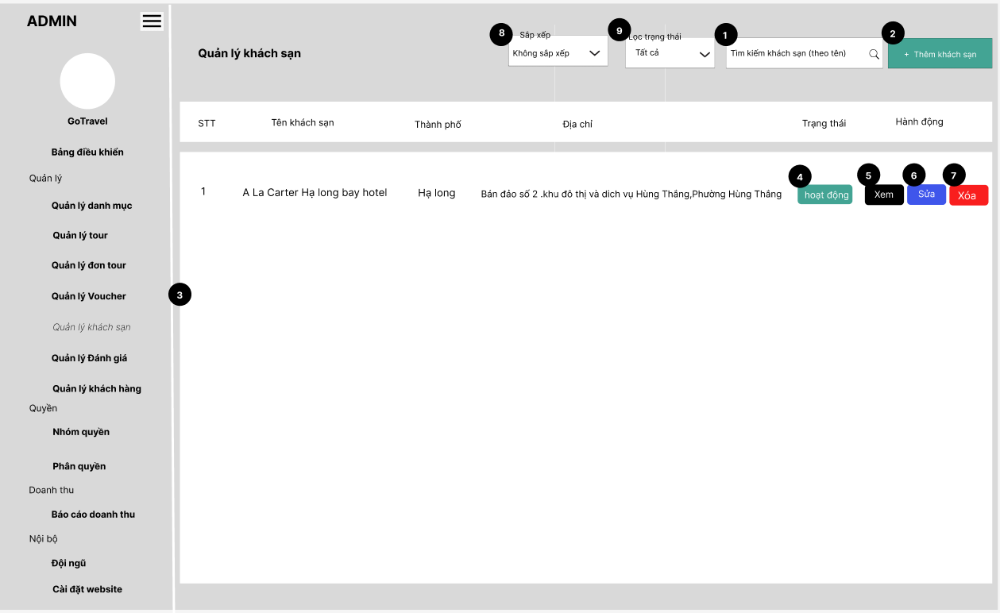 ADMIN
GoTravel
Bảng điều khiển
Quản lý
Quản lý danh mục
Quản lý tour
Quản lý đơn tour
Quản lý Voucher
Quản lý khách sạn
Quản lý Đánh giá
Quản lý khách hàng
Quyền
Nhóm quyền
Phân quyền
Doanh thu
Báo cáo doanh thu
Nội bộ
Đội ngũ
Cài đặt website
3
Quản lý khách sạn
8
Sắp xếp
Không sắp xếp
9
Lọc trạng thái
Tất cả
1
Tìm kiếm khách sạn (theo tên)
2
+ Thêm khách sạn
STT Tên khách sạn Thành phố Địa chỉ Trạng thái Hành động
4 5 6 7
1 A La Carter Hạ long bay hotel Hạ long Bán đảo số 2 .khu đô thị và dich vụ Hùng Thắng,Phường Hùng Thắng hoạt động Xem Sửa Xóa